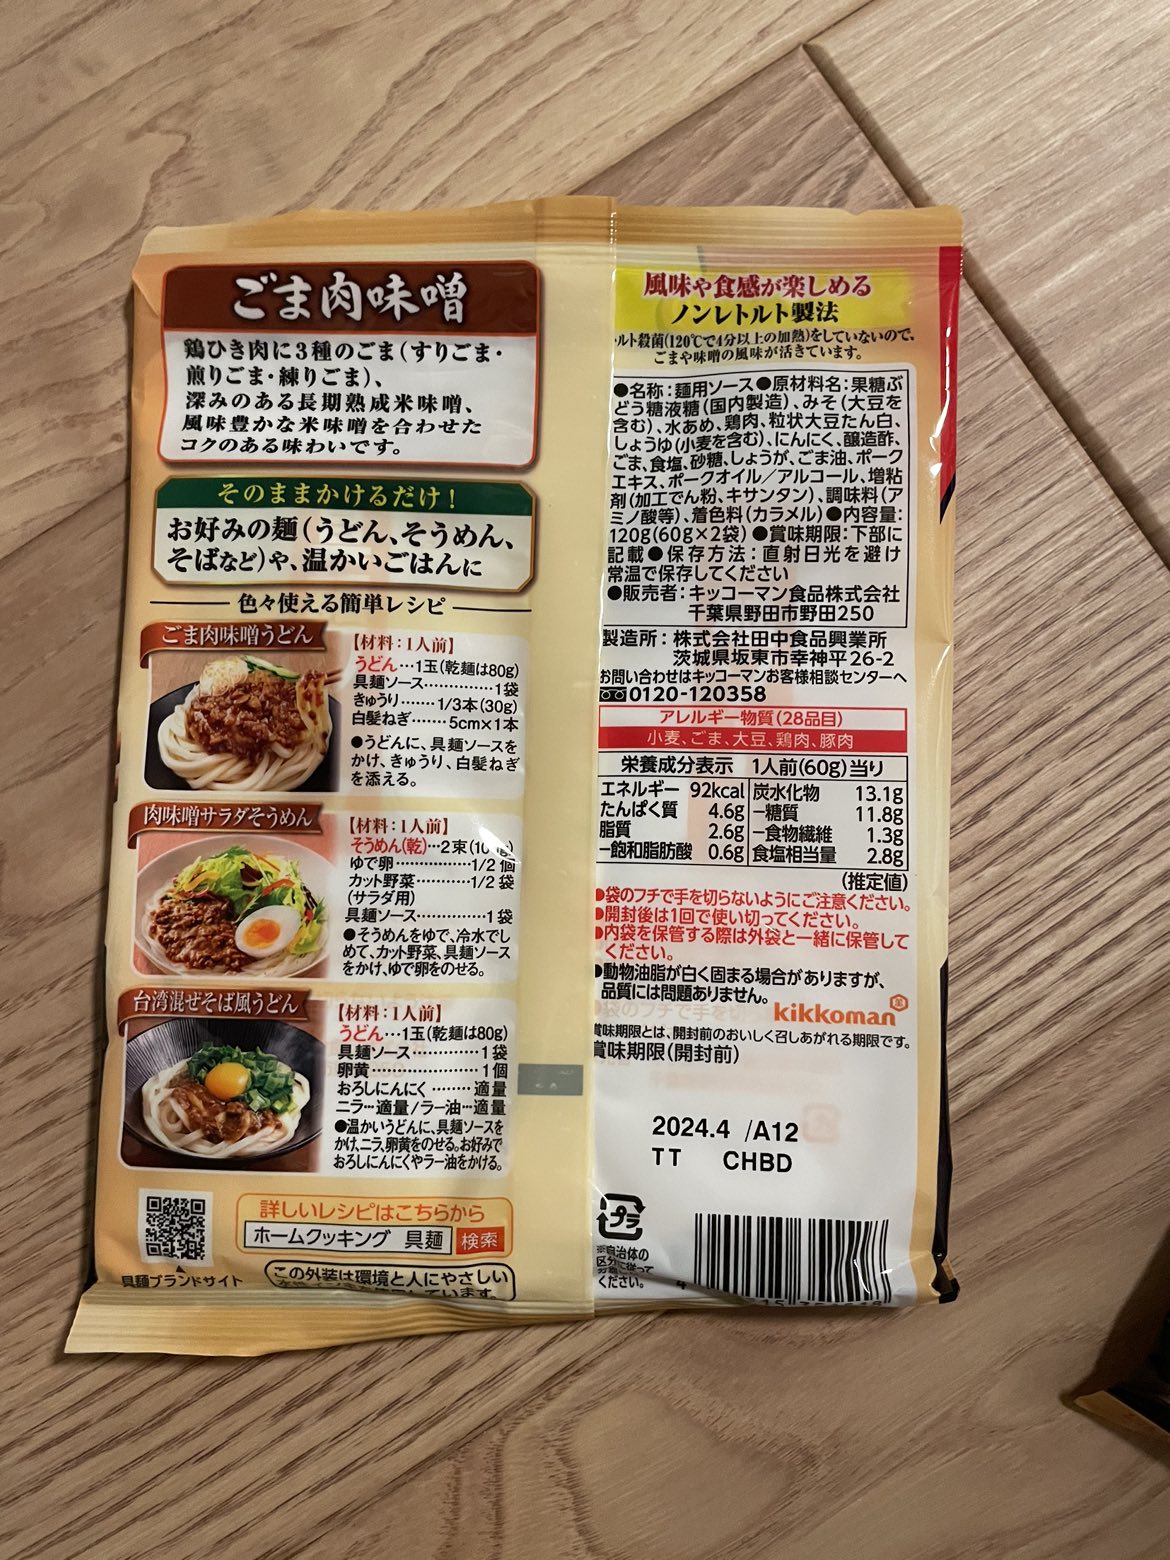 ごま肉味噌
鶏ひき肉に3種のごま(すりごま・
煎りごま・練りごま)、
深みのある長期熟成米味噌、
風味豊かな米味噌を合わせた
コクのある味わいです。
そのままかけるだけ!
お好みの麺(うどん、そうめん、
そばなど)や、温かいごはんに
色々使える簡単レシピ
ごま肉味噌うどん
【材料:1人前】
うどん…1玉(乾麺は80g)
具麺ソース……………1袋
きゅうり……1/3本(30g)
白髪ねぎ……5cm×1本
●うどんに、具麺ソースを
かけ、きゅうり、白髪ねぎ
を添える。
肉味噌サラダそうめん
【材料:1人前】
そうめん(乾)…2束
ゆで卵……………1/2個
カット野菜…………1/2袋
(サラダ用)
具麺ソース……………1袋
●そうめんをゆで、冷水でし
めて、カット野菜、具麺ソース
をかけ、ゆで卵をのせる。
台湾混ぜそば風うどん
【材料:1人前】
うどん…1玉(乾麺は80g)
具麺ソース……………1袋
卵黄……………………1個
おろしにんにく………適量
ニラ…適量/ラー油…適量
●温かいうどんに、具麺ソースを
かけ、ニラ、卵黄をのせる。お好みで
おろしにんにくやラー油をかける。
具麺ブランドサイト
詳しいレシピはこちらから
ホームクッキング 具麺 検索
この外装は環境と人にやさしい
風味や食感が楽しめる
ノンレトルト製法
ルト殺菌(120℃で4分以上の加熱)をしていないので、
ごまや味噌の風味が活きています。
●名称:麺用ソース●原材料名:果糖ぶ
どう糖液糖(国内製造)、みそ(大豆を
含む)、水あめ、鶏肉、粒状大豆たん白、
しょうゆ(小麦を含む)、にんにく、醸造酢、
ごま、食塩、砂糖、しょうが、ごま油、ポーク
エキス、ポークオイル/アルコール、増粘
剤(加工でん粉、キサンタン)、調味料(ア
ミノ酸等)、着色料(カラメル)●内容量:
120g(60g×2袋)●賞味期限:下部に
記載●保存方法:直射日光を避け
常温で保存してください
●販売者:キッコーマン食品株式会社
千葉県野田市野田250
製造所:株式会社田中食品興業所
茨城県坂東市幸神平26-2
お問い合わせはキッコーマンお客様相談センターへ
0120-120358
アレルギー物質(28品目)
小麦、ごま、大豆、鶏肉、豚肉
栄養成分表示 1人前(60g)当り
エネルギー 92kcal 炭水化物 13.1g
たんぱく質 4.6g −糖質 11.8g
脂質 2.6g −食物繊維 1.3g
−飽和脂肪酸 0.6g 食塩相当量 2.8g
(推定値)
●袋のフチで手を切らないようにご注意ください。
●開封後は1回で使い切ってください。
●内袋を保管する際は外袋と一緒に保管して
ください。
●動物油脂が白く固まる場合がありますが、
品質には問題ありません。
kikkoman
賞味期限とは、開封前のおいしく召しあがれる期限です。
賞味期限(開封前)
2024.4 /A12
TT CHBD
プラ
※自治体の
区分に従って
ください。